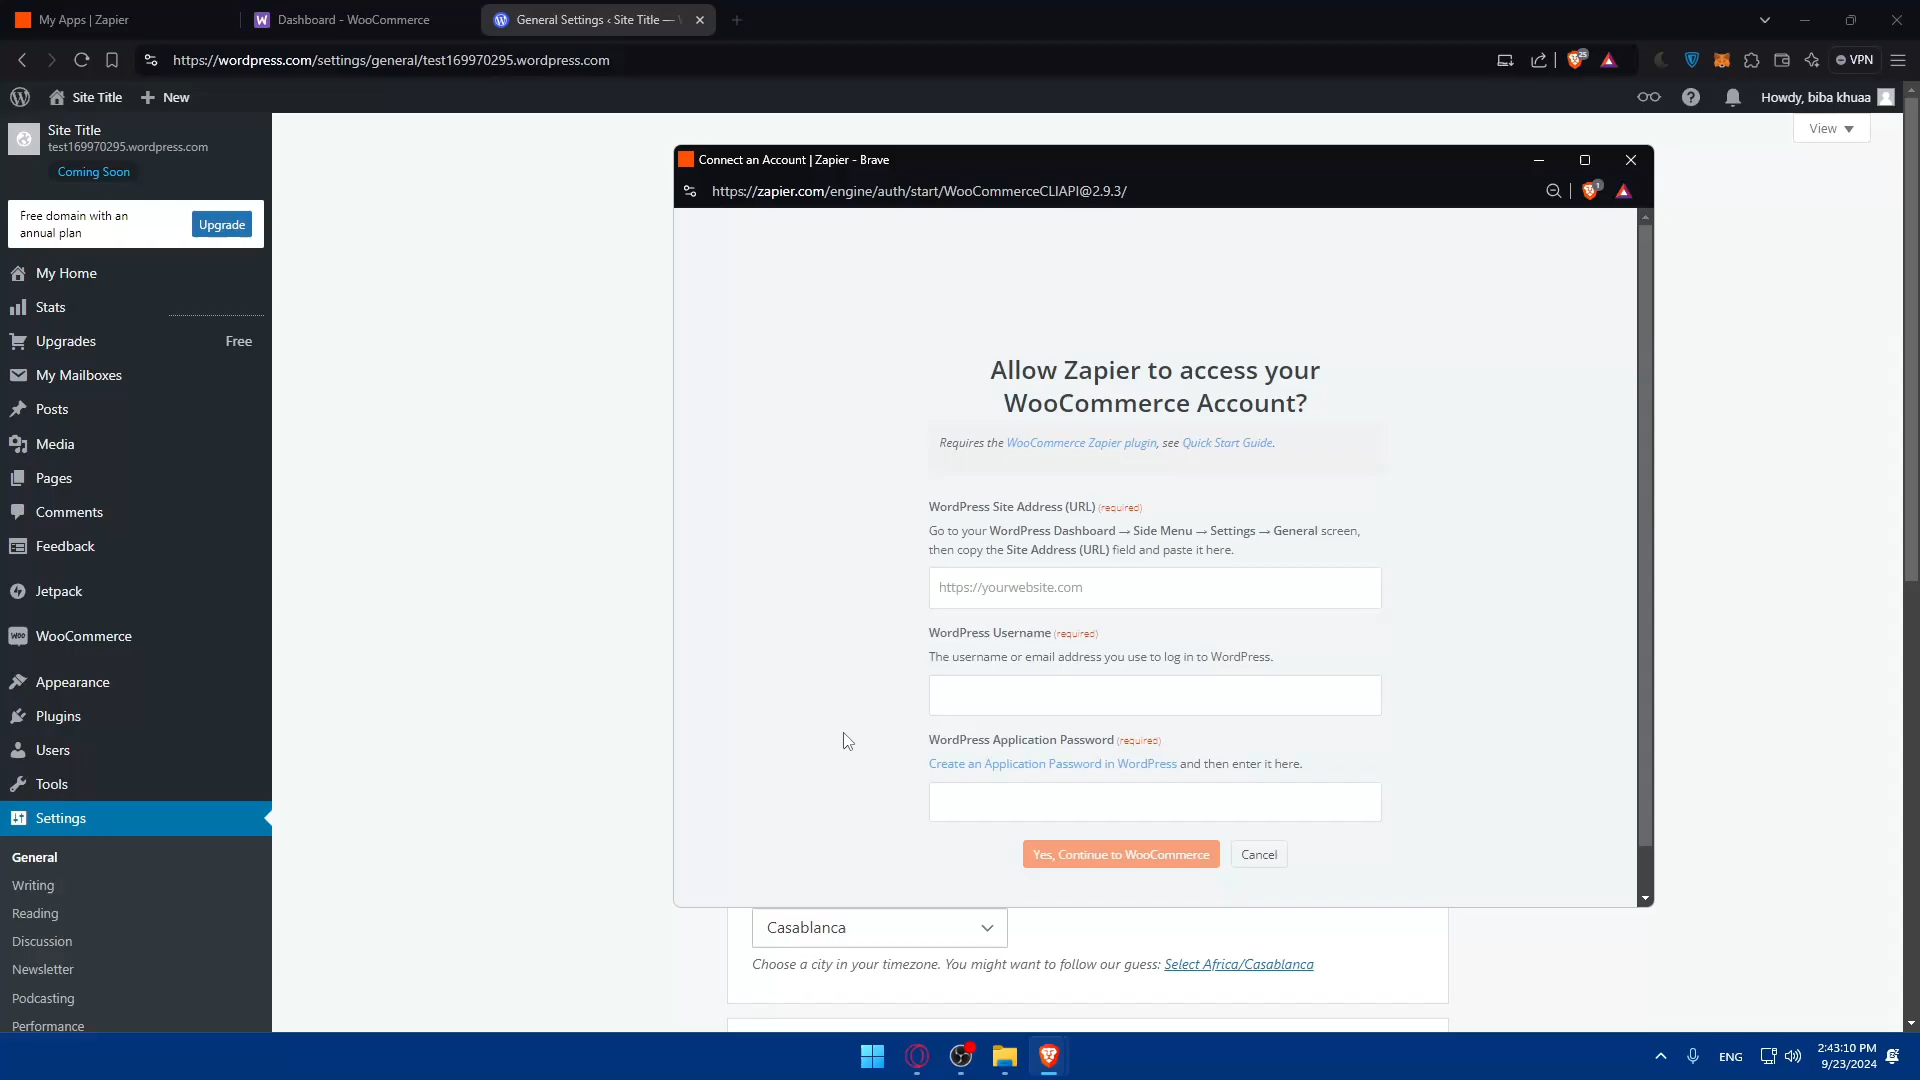 My Apps | Zapier
Dashboard - WooCommerce
General Settings ‹ Site Title —
https://wordpress.com/settings/general/test169970295.wordpress.com
25
VPN
Site Title
New
Howdy, biba khuaa
Site Title
test169970295.wordpress.com
Coming Soon
View
Free domain with an
annual plan
Upgrade
My Home
Stats
Upgrades
Free
My Mailboxes
Posts
Media
Pages
Comments
Feedback
Jetpack
WooCommerce
Appearance
Plugins
Users
Tools
Settings
General
Writing
Reading
Discussion
Newsletter
Podcasting
Performance
Connect an Account | Zapier - Brave
https://zapier.com/engine/auth/start/WooCommerceCLIAPI@2.9.3/
1
Allow Zapier to access your
WooCommerce Account?
Requires the WooCommerce Zapier plugin, see Quick Start Guide.
WordPress Site Address (URL) (required)
Go to your WordPress Dashboard → Side Menu → Settings → General screen,
then copy the Site Address (URL) field and paste it here.
https://yourwebsite.com
WordPress Username (required)
The username or email address you use to log in to WordPress.
WordPress Application Password (required)
Create an Application Password in WordPress and then enter it here.
Yes, Continue to WooCommerce
Cancel
Casablanca
Choose a city in your timezone. You might want to follow our guess: Select Africa/Casablanca
ENG
2:43:10 PM
9/23/2024